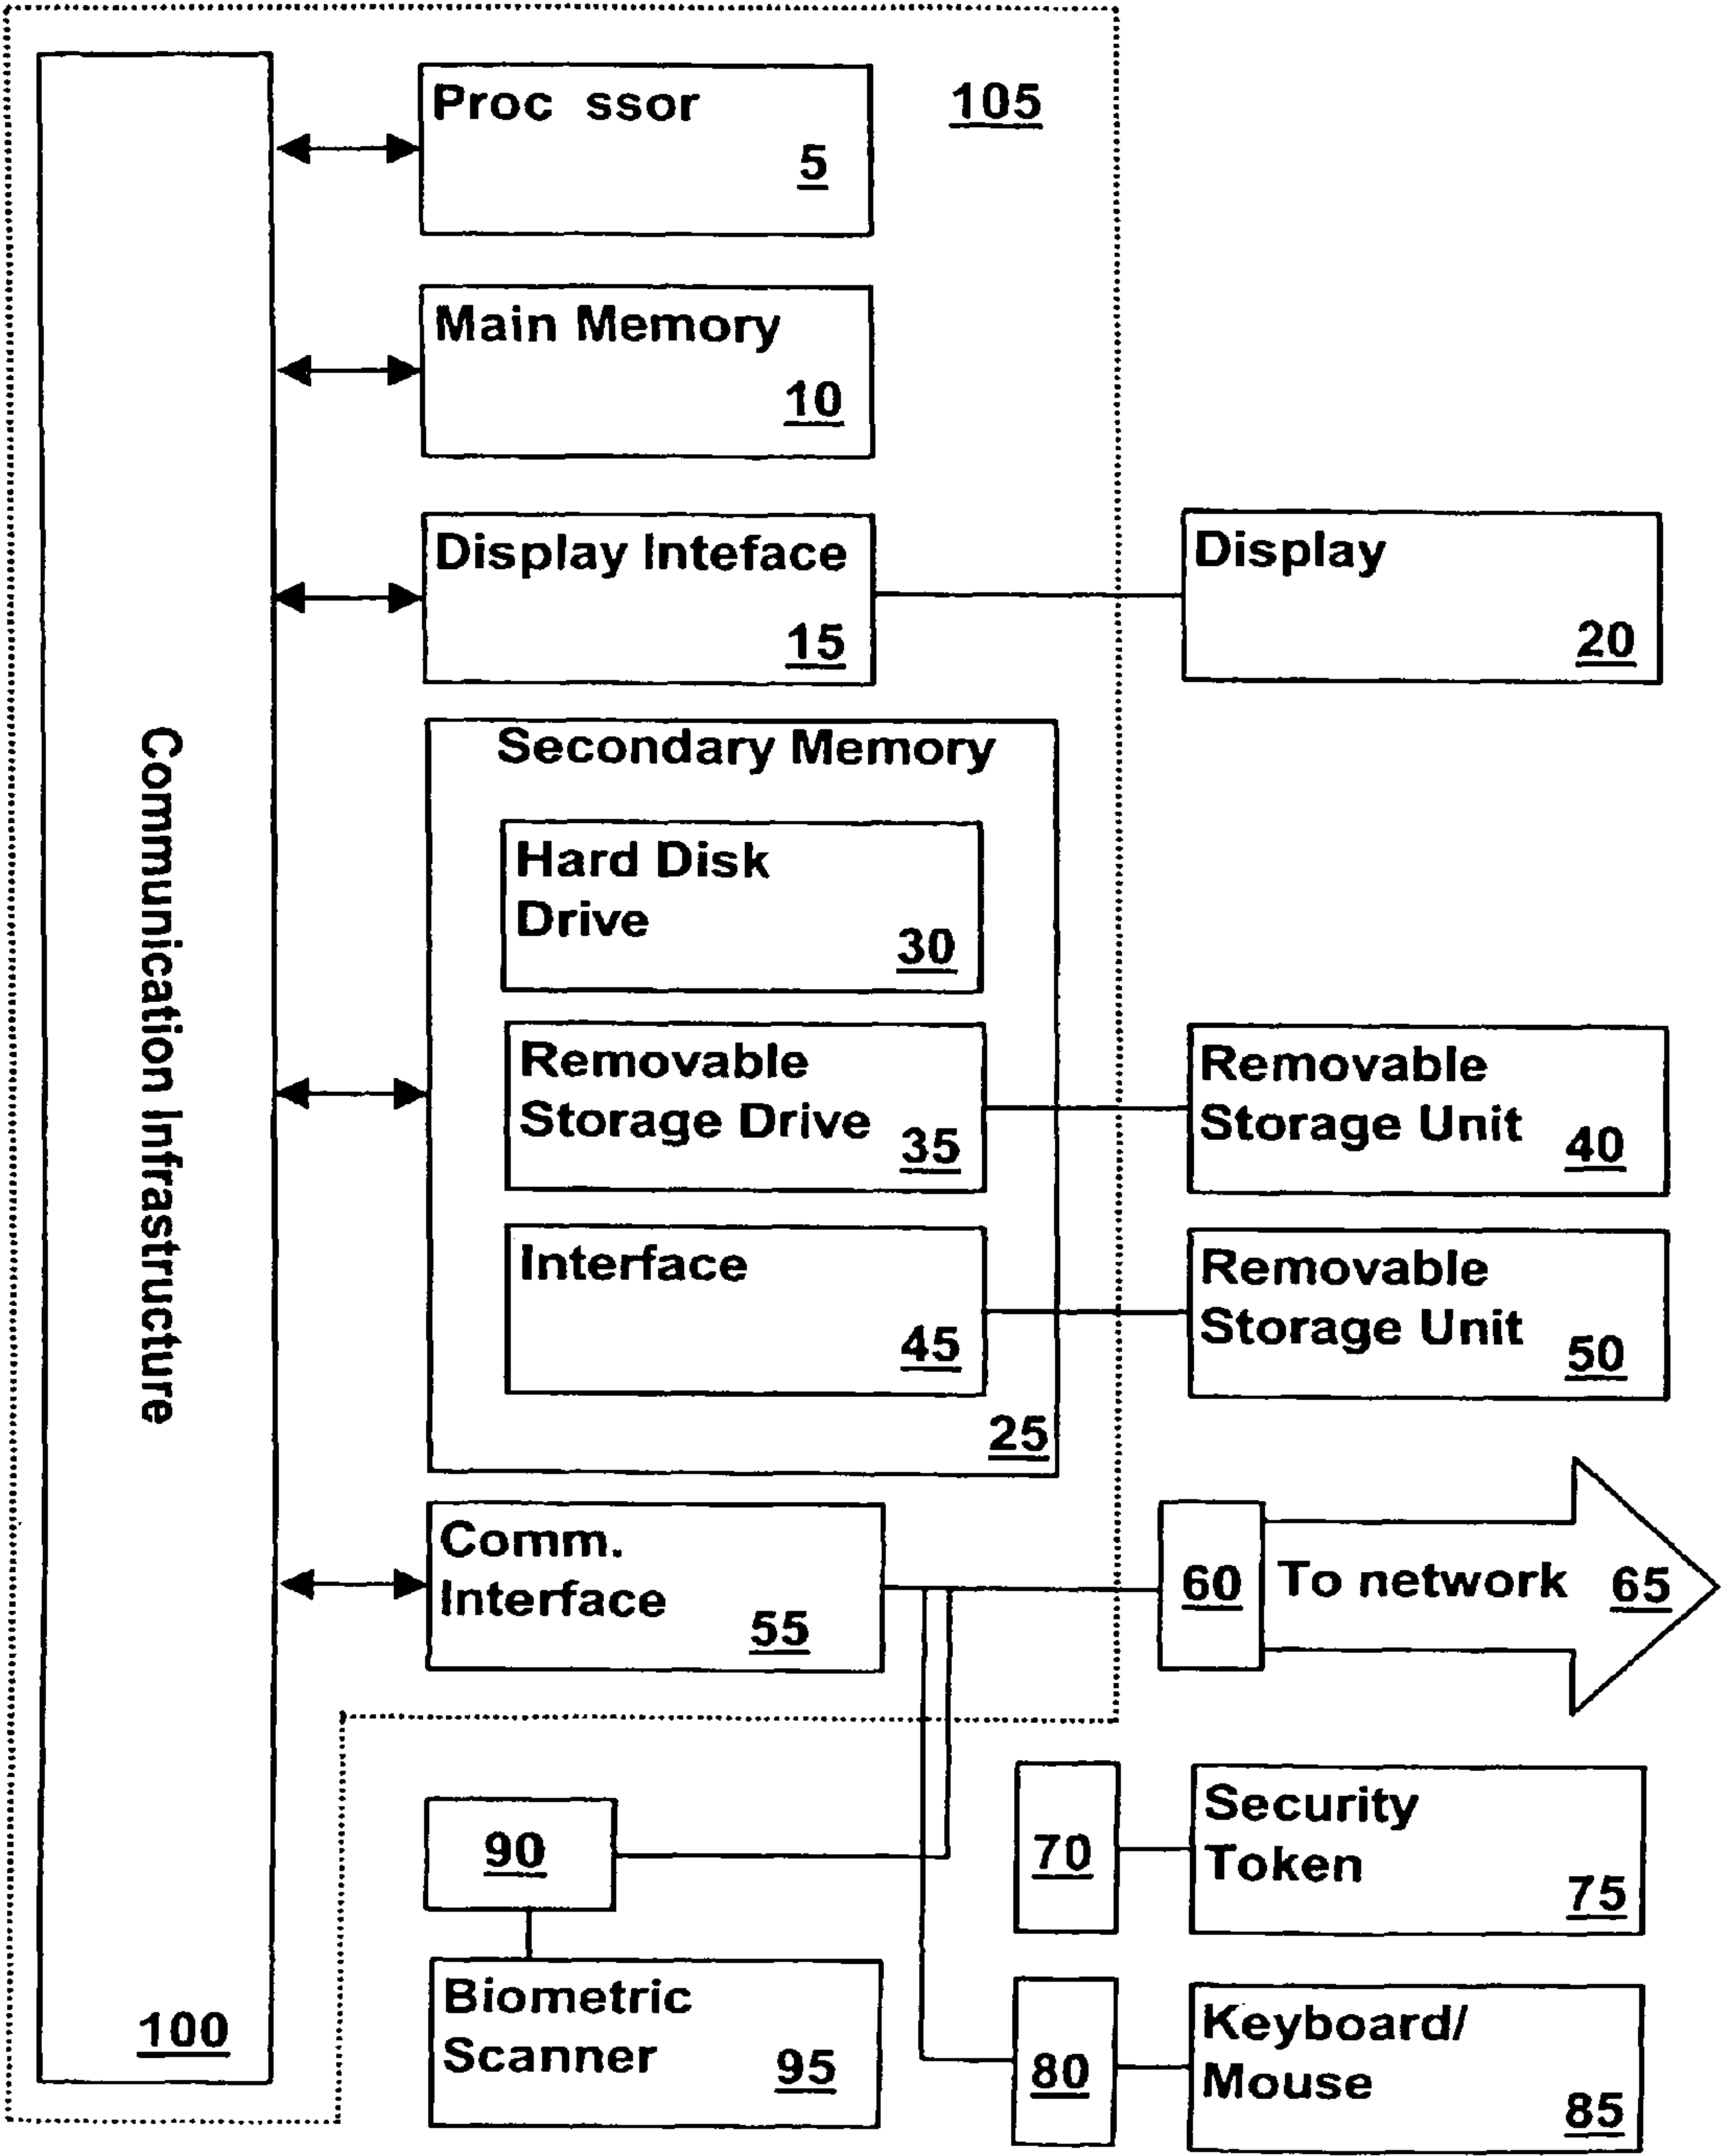 Proc ssor
5
105
Main Memory
10
Display Inteface
15
Display
20
Secondary Memory
Hard Disk
Drive
30
Removable
Storage Drive
35
Removable
Storage Unit
40
Interface
45
Removable
Storage Unit
50
25
Communication Infrastructure
100
Comm.
Interface
55
60
To network
65
90
70
Security
Token
75
Biometric
Scanner
95
80
Keyboard/
Mouse
85